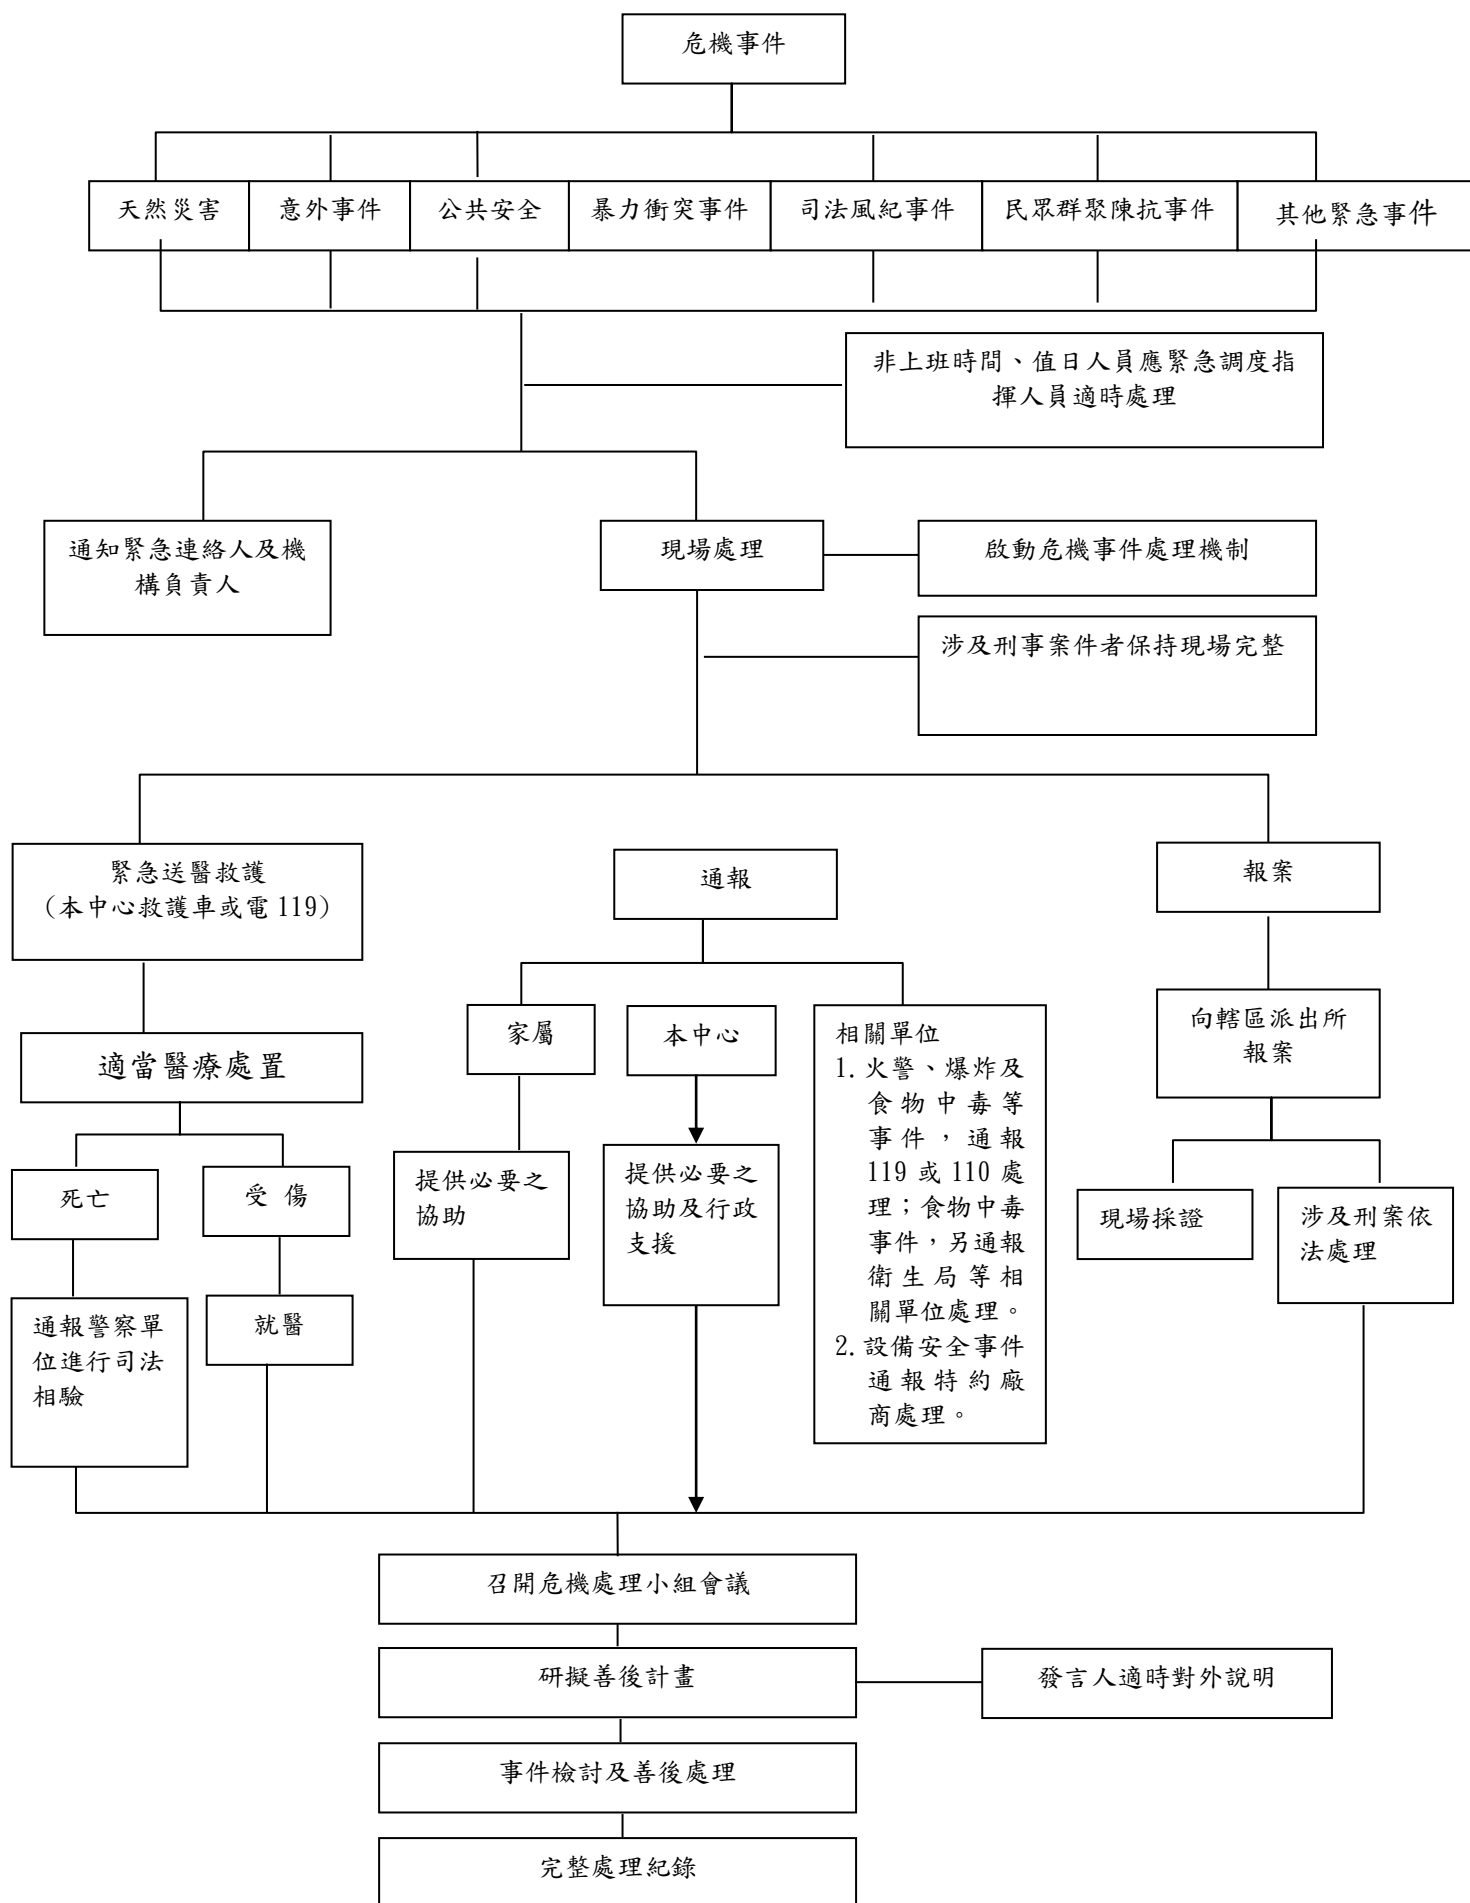 危機事件
天然災害
意外事件
公共安全
暴力衝突事件
司法風紀事件
民眾群聚陳抗事件
其他緊急事件
非上班時間、值日人員應緊急調度指
揮人員適時處理
通知緊急連絡人及機
構負責人
現場處理
啟動危機事件處理機制
涉及刑事案件者保持現場完整
緊急送醫救護
(本中心救護車或電 119)
通報
報案
適當醫療處置
家屬
本中心
相關單位
1. 火警、爆炸及
食物中毒等
事件，通報
119 或 110 處
理；食物中毒
事件，另通報
衛生局等相
關單位處理。
2. 設備安全事件
通報特約廠
商處理。
向轄區派出所
報案
死亡
受 傷
提供必要之
協助
提供必要之
協助及行政
支援
現場採證
涉及刑案依
法處理
通報警察單
位進行司法
相驗
就醫
召開危機處理小組會議
研擬善後計畫
發言人適時對外說明
事件檢討及善後處理
完整處理紀錄